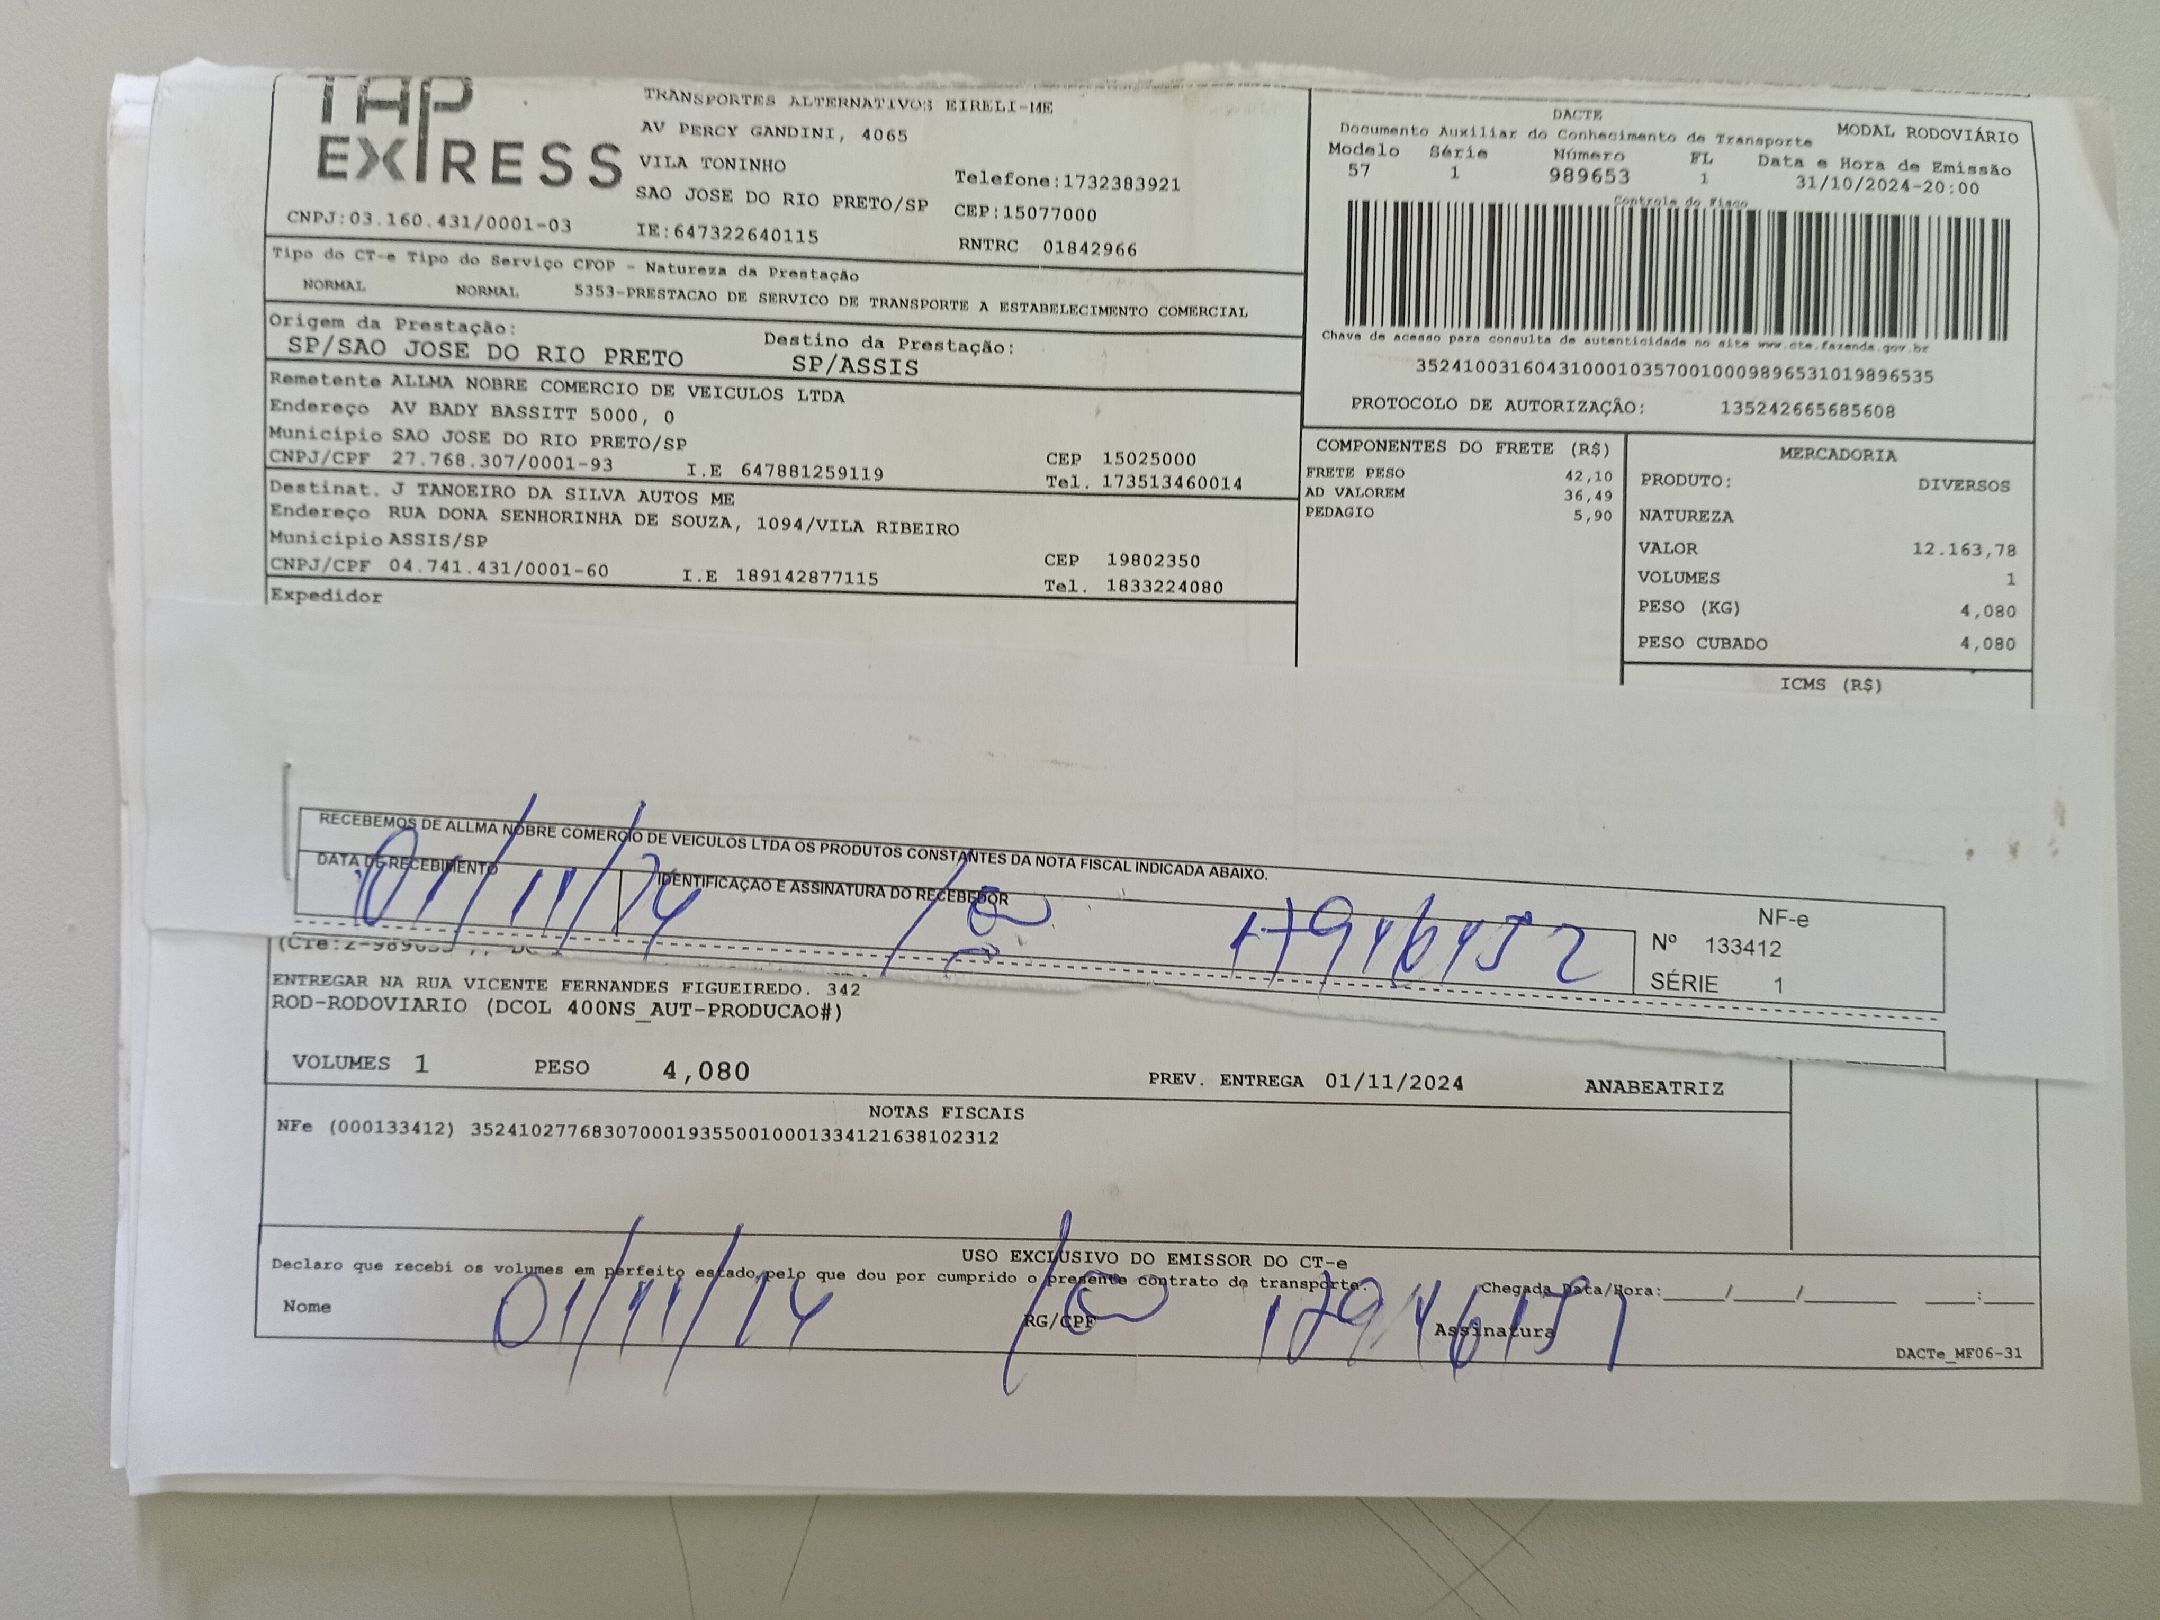 TAP EXPRESS
TRANSPORTES ALTERNATIVOS EIRELI-ME
AV PERCY GANDINI, 4065
VILA TONINHO
Telefone:1732383921
SAO JOSE DO RIO PRETO/SP CEP:15077000
CNPJ:03.160.431/0001-03 IE:647322640115 RNTRC 01842966
DACTE
Documento Auxiliar do Conhecimento de Transporte MODAL RODOVIÁRIO
Modelo Série Número FL Data e Hora de Emissão
57 1 989653 1 31/10/2024-20:00
Controle do Fisco
Chave de acesso para consulta de autenticidade no site www.cte.fazenda.gov.br
35241003160431000103570010009896531019896535
PROTOCOLO DE AUTORIZAÇÃO: 135242665685608
Tipo do CT-e Tipo do Serviço CFOP - Natureza da Prestação
NORMAL NORMAL 5353-PRESTACAO DE SERVICO DE TRANSPORTE A ESTABELECIMENTO COMERCIAL
Origem da Prestação: Destino da Prestação:
SP/SAO JOSE DO RIO PRETO SP/ASSIS
Remetente ALLMA NOBRE COMERCIO DE VEICULOS LTDA
Endereço AV BADY BASSITT 5000, 0
Município SAO JOSE DO RIO PRETO/SP CEP 15025000
CNPJ/CPF 27.768.307/0001-93 I.E 647881259119 Tel. 173513460014
Destinat. J TANOEIRO DA SILVA AUTOS ME
Endereço RUA DONA SENHORINHA DE SOUZA, 1094/VILA RIBEIRO
Município ASSIS/SP CEP 19802350
CNPJ/CPF 04.741.431/0001-60 I.E 189142877115 Tel. 1833224080
Expedidor
COMPONENTES DO FRETE (R$)
FRETE PESO 42,10
AD VALOREM 36,49
PEDAGIO 5,90
MERCADORIA
PRODUTO: DIVERSOS
NATUREZA
VALOR 12.163,78
VOLUMES 1
PESO (KG) 4,080
PESO CUBADO 4,080
ICMS (R$)
RECEBEMOS DE ALLMA NOBRE COMERCIO DE VEICULOS LTDA OS PRODUTOS CONSTANTES DA NOTA FISCAL INDICADA ABAIXO.
DATA DE RECEBIMENTO IDENTIFICAÇÃO E ASSINATURA DO RECEBEDOR
01/11/24
NF-e
Nº 133412
SÉRIE 1
ENTREGAR NA RUA VICENTE FERNANDES FIGUEIREDO. 342
ROD-RODOVIARIO (DCOL 400NS_AUT-PRODUCAO#)
VOLUMES 1 PESO 4,080 PREV. ENTREGA 01/11/2024 ANABEATRIZ
NOTAS FISCAIS
NFe (000133412) 35241027768307000193550010001334121638102312
USO EXCLUSIVO DO EMISSOR DO CT-e
Declaro que recebi os volumes em perfeito estado,pelo que dou por cumprido o presente contrato de transporte. Chegada Data/Hora:_____/_____/_______ ____:____
Nome 01/11/24 RG/CPF Assinatura
DACTe_MF06-31